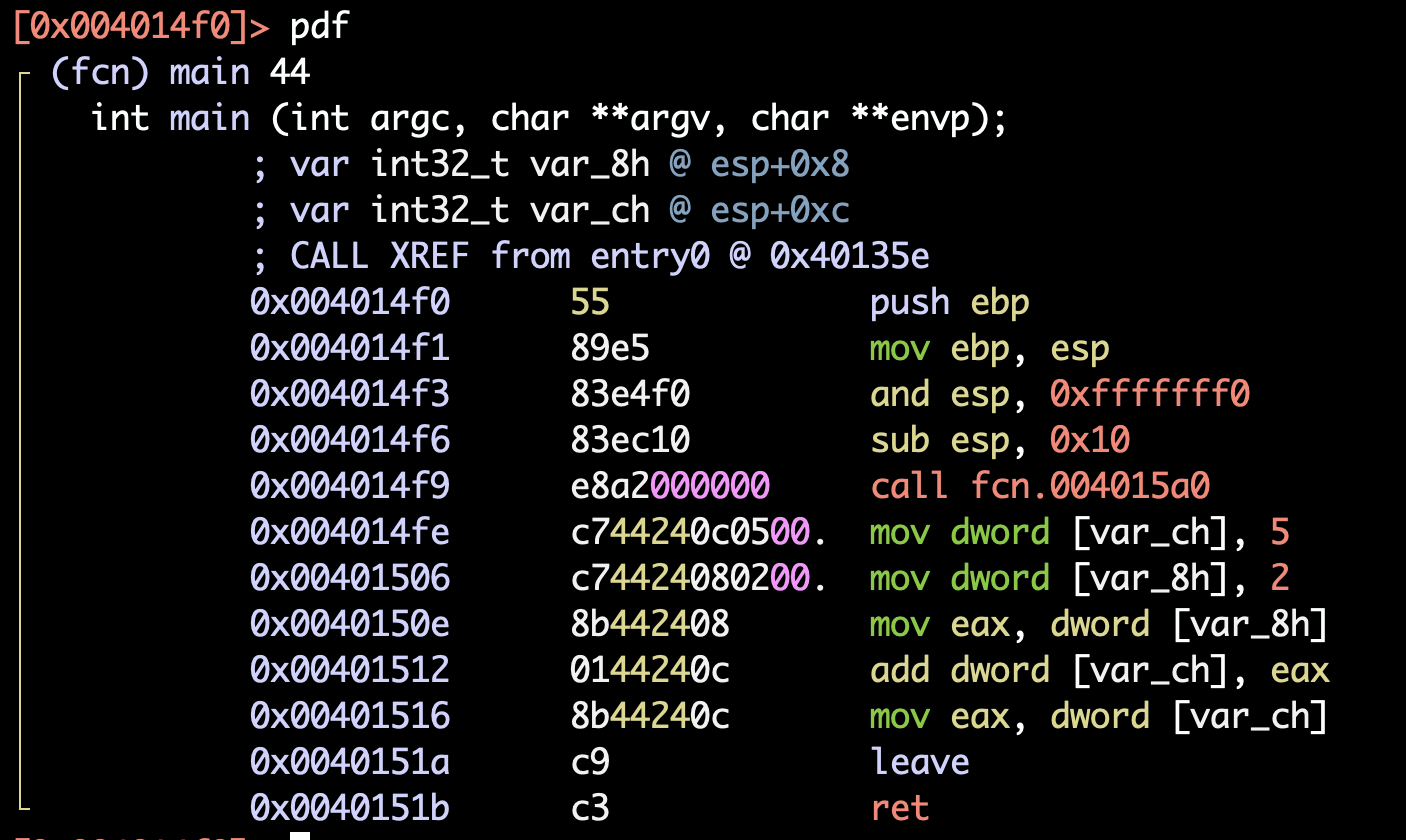 [0x004014f0]> pdf
(fcn) main 44
int main (int argc, char **argv, char **envp);
; var int32_t var_8h @ esp+0x8
; var int32_t var_ch @ esp+0xc
; CALL XREF from entry0 @ 0x40135e
0x004014f0 55 push ebp
0x004014f1 89e5 mov ebp, esp
0x004014f3 83e4f0 and esp, 0xfffffff0
0x004014f6 83ec10 sub esp, 0x10
0x004014f9 e8a2000000 call fcn.004015a0
0x004014fe c744240c0500. mov dword [var_ch], 5
0x00401506 c74424080200. mov dword [var_8h], 2
0x0040150e 8b442408 mov eax, dword [var_8h]
0x00401512 0144240c add dword [var_ch], eax
0x00401516 8b44240c mov eax, dword [var_ch]
0x0040151a c9 leave
0x0040151b c3 ret